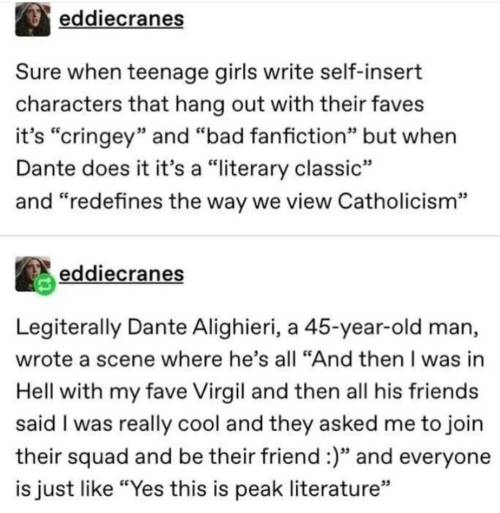 eddiecranes
Sure when teenage girls write self-insert
characters that hang out with their faves
it's “cringey” and “bad fanfiction” but when
Dante does it it's a “literary classic”
and “redefines the way we view Catholicism”
eddiecranes
Legiterally Dante Alighieri, a 45-year-old man,
wrote a scene where he's all “And then I was in
Hell with my fave Virgil and then all his friends
said I was really cool and they asked me to join
their squad and be their friend :)” and everyone
is just like “Yes this is peak literature”